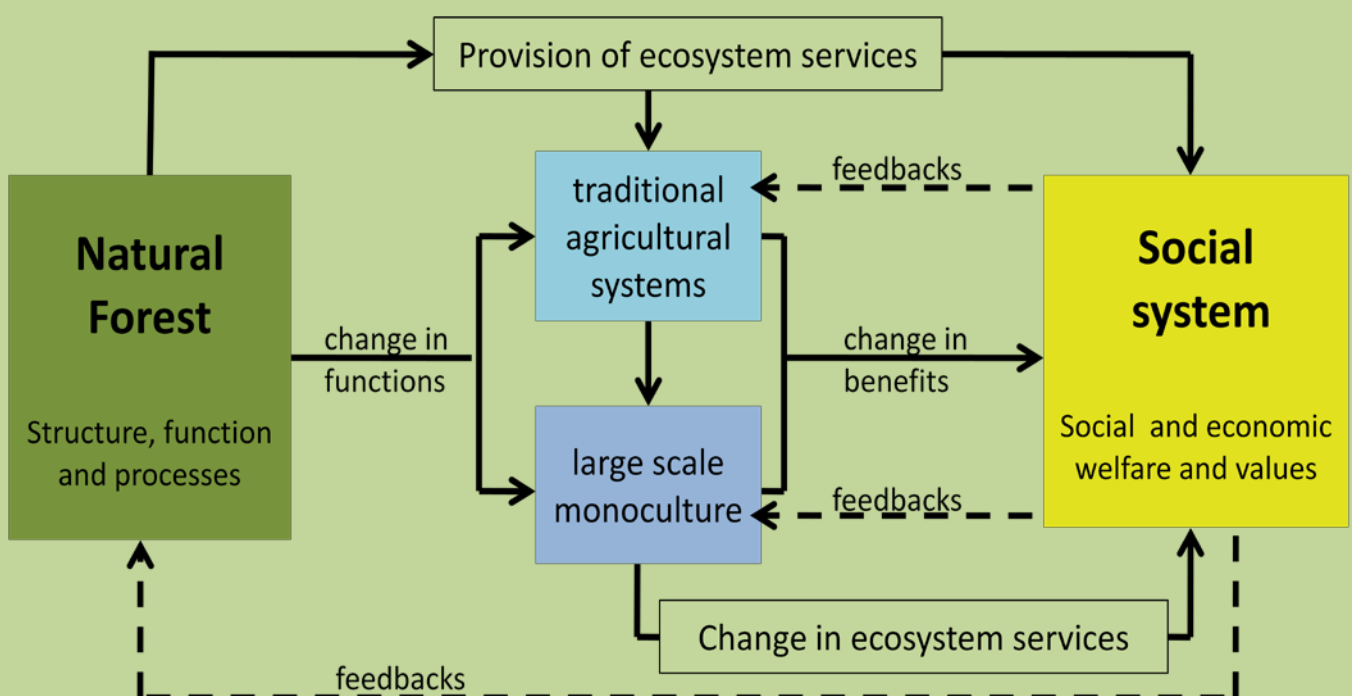 Provision of ecosystem services
Natural
Forest
Structure, function
and processes
change in
functions
traditional
agricultural
systems
large scale
monoculture
feedbacks
change in
benefits
feedbacks
Social
system
Social and economic
welfare and values
Change in ecosystem services
feedbacks